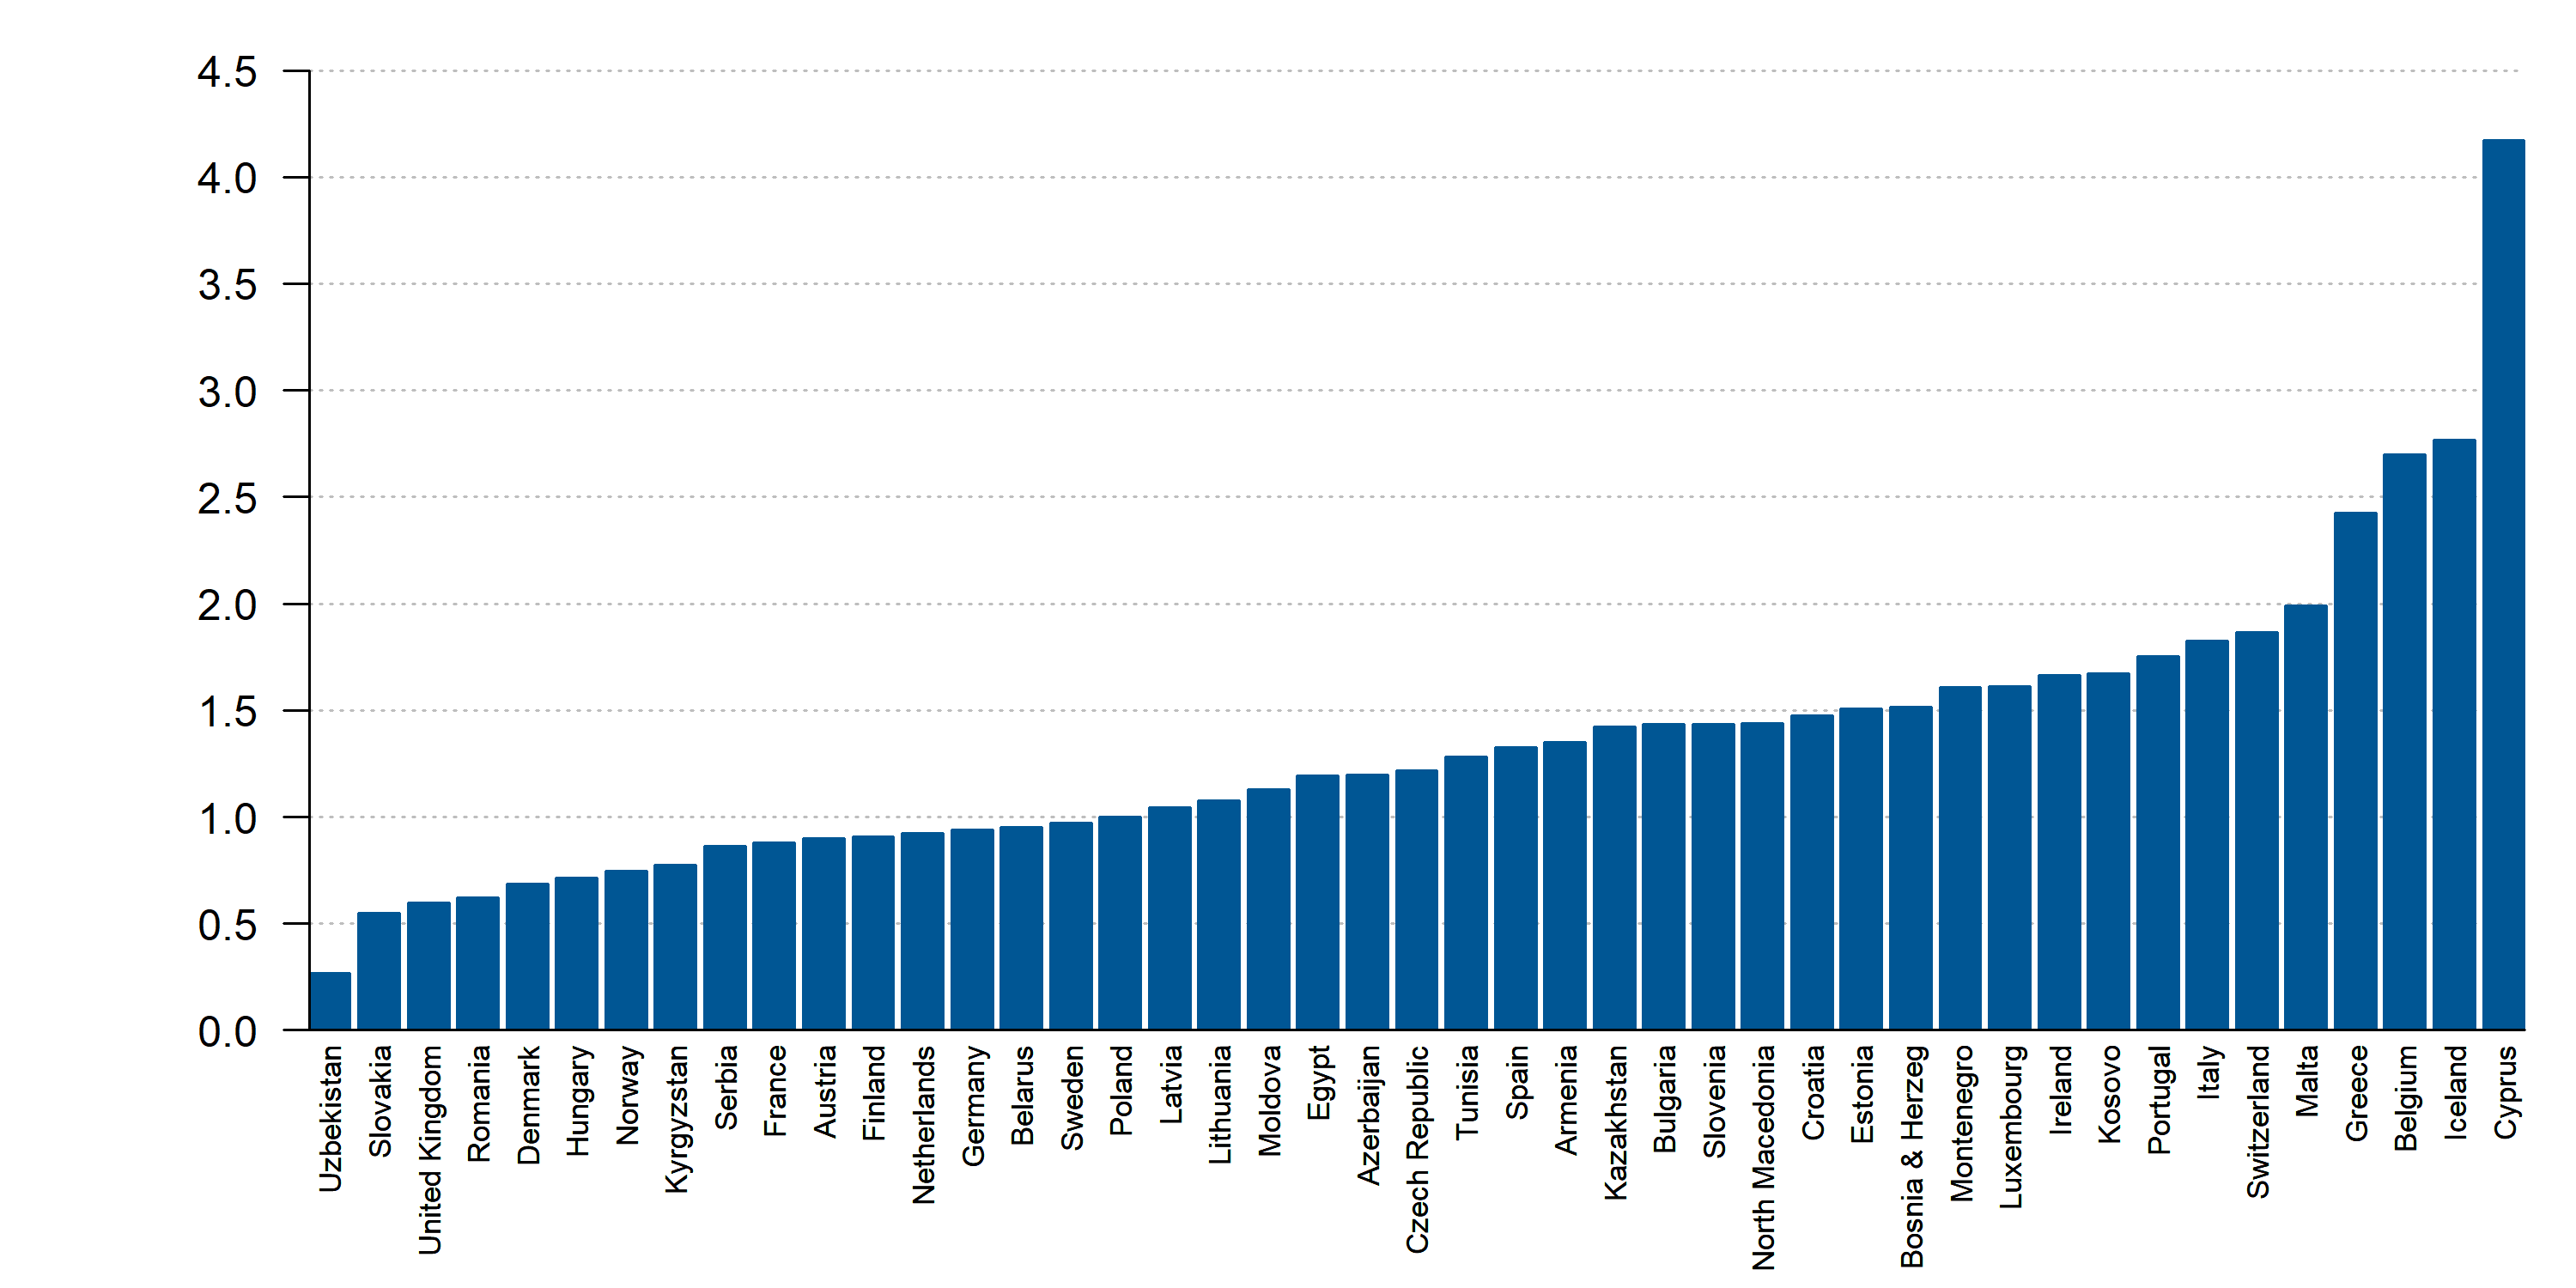 4.5
4.0
3.5
3.0
2.5
2.0
1.5
1.0
0.5
0.0
Uzbekistan
Slovakia
United Kingdom
Romania
Denmark
Hungary
Norway
Kyrgyzstan
Serbia
France
Austria
Finland
Netherlands
Germany
Belarus
Sweden
Poland
Latvia
Lithuania
Moldova
Egypt
Azerbaijan
Czech Republic
Tunisia
Spain
Armenia
Kazakhstan
Bulgaria
Slovenia
North Macedonia
Croatia
Estonia
Bosnia & Herzeg
Montenegro
Luxembourg
Ireland
Kosovo
Portugal
Italy
Switzerland
Malta
Greece
Belgium
Iceland
Cyprus